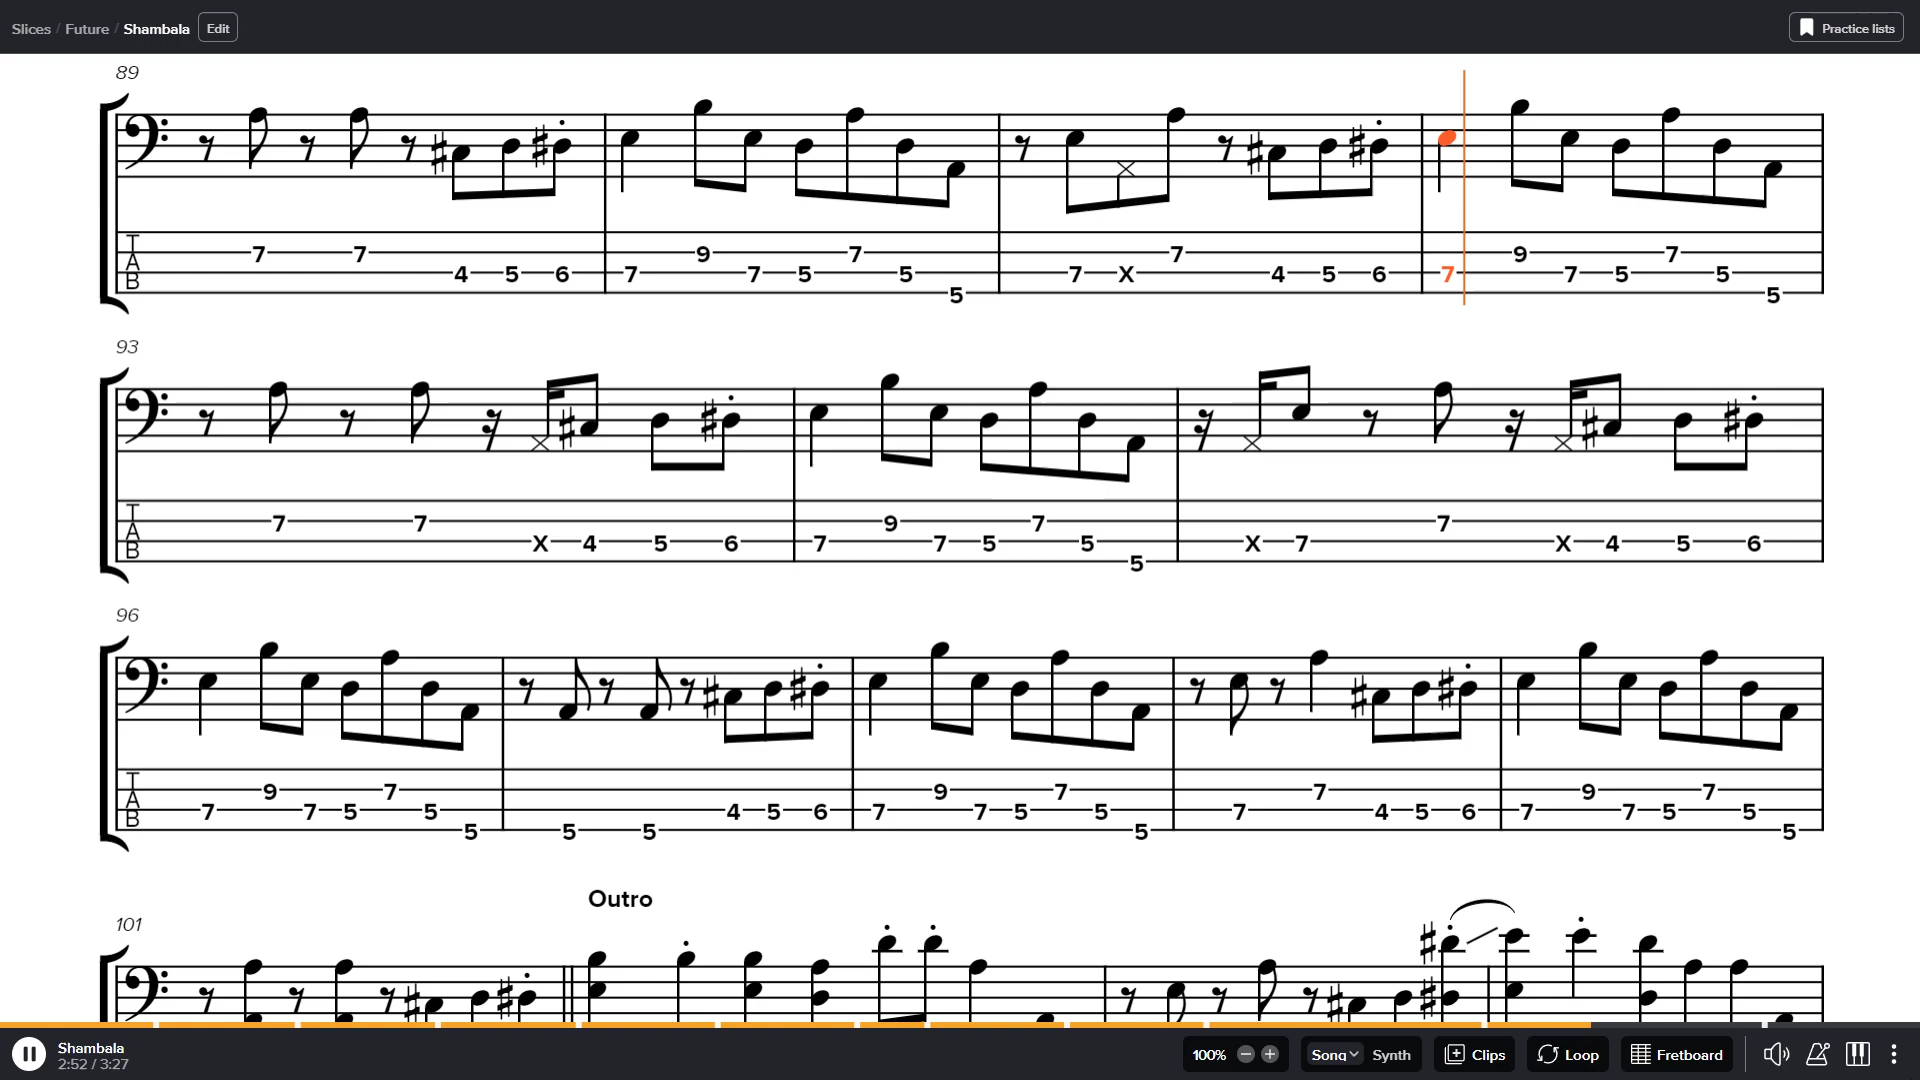 Slices / Future / Shambala Edit Practice lists
89
T A B 7 7 4 5 6 7 9 7 5 7 5 5 7 X 7 4 5 6 7 9 7 5 7 5 5
93
T A B 7 7 X 4 5 6 7 9 7 5 7 5 5 X 7 7 X 4 5 6
96
T A B 7 9 7 5 7 5 5 5 5 4 5 6 7 9 7 5 7 5 5 7 7 4 5 6 7 9 7 5 7 5 5
Outro
101
Shambala
2:52 / 3:27
100% Song Synth Clips Loop Fretboard